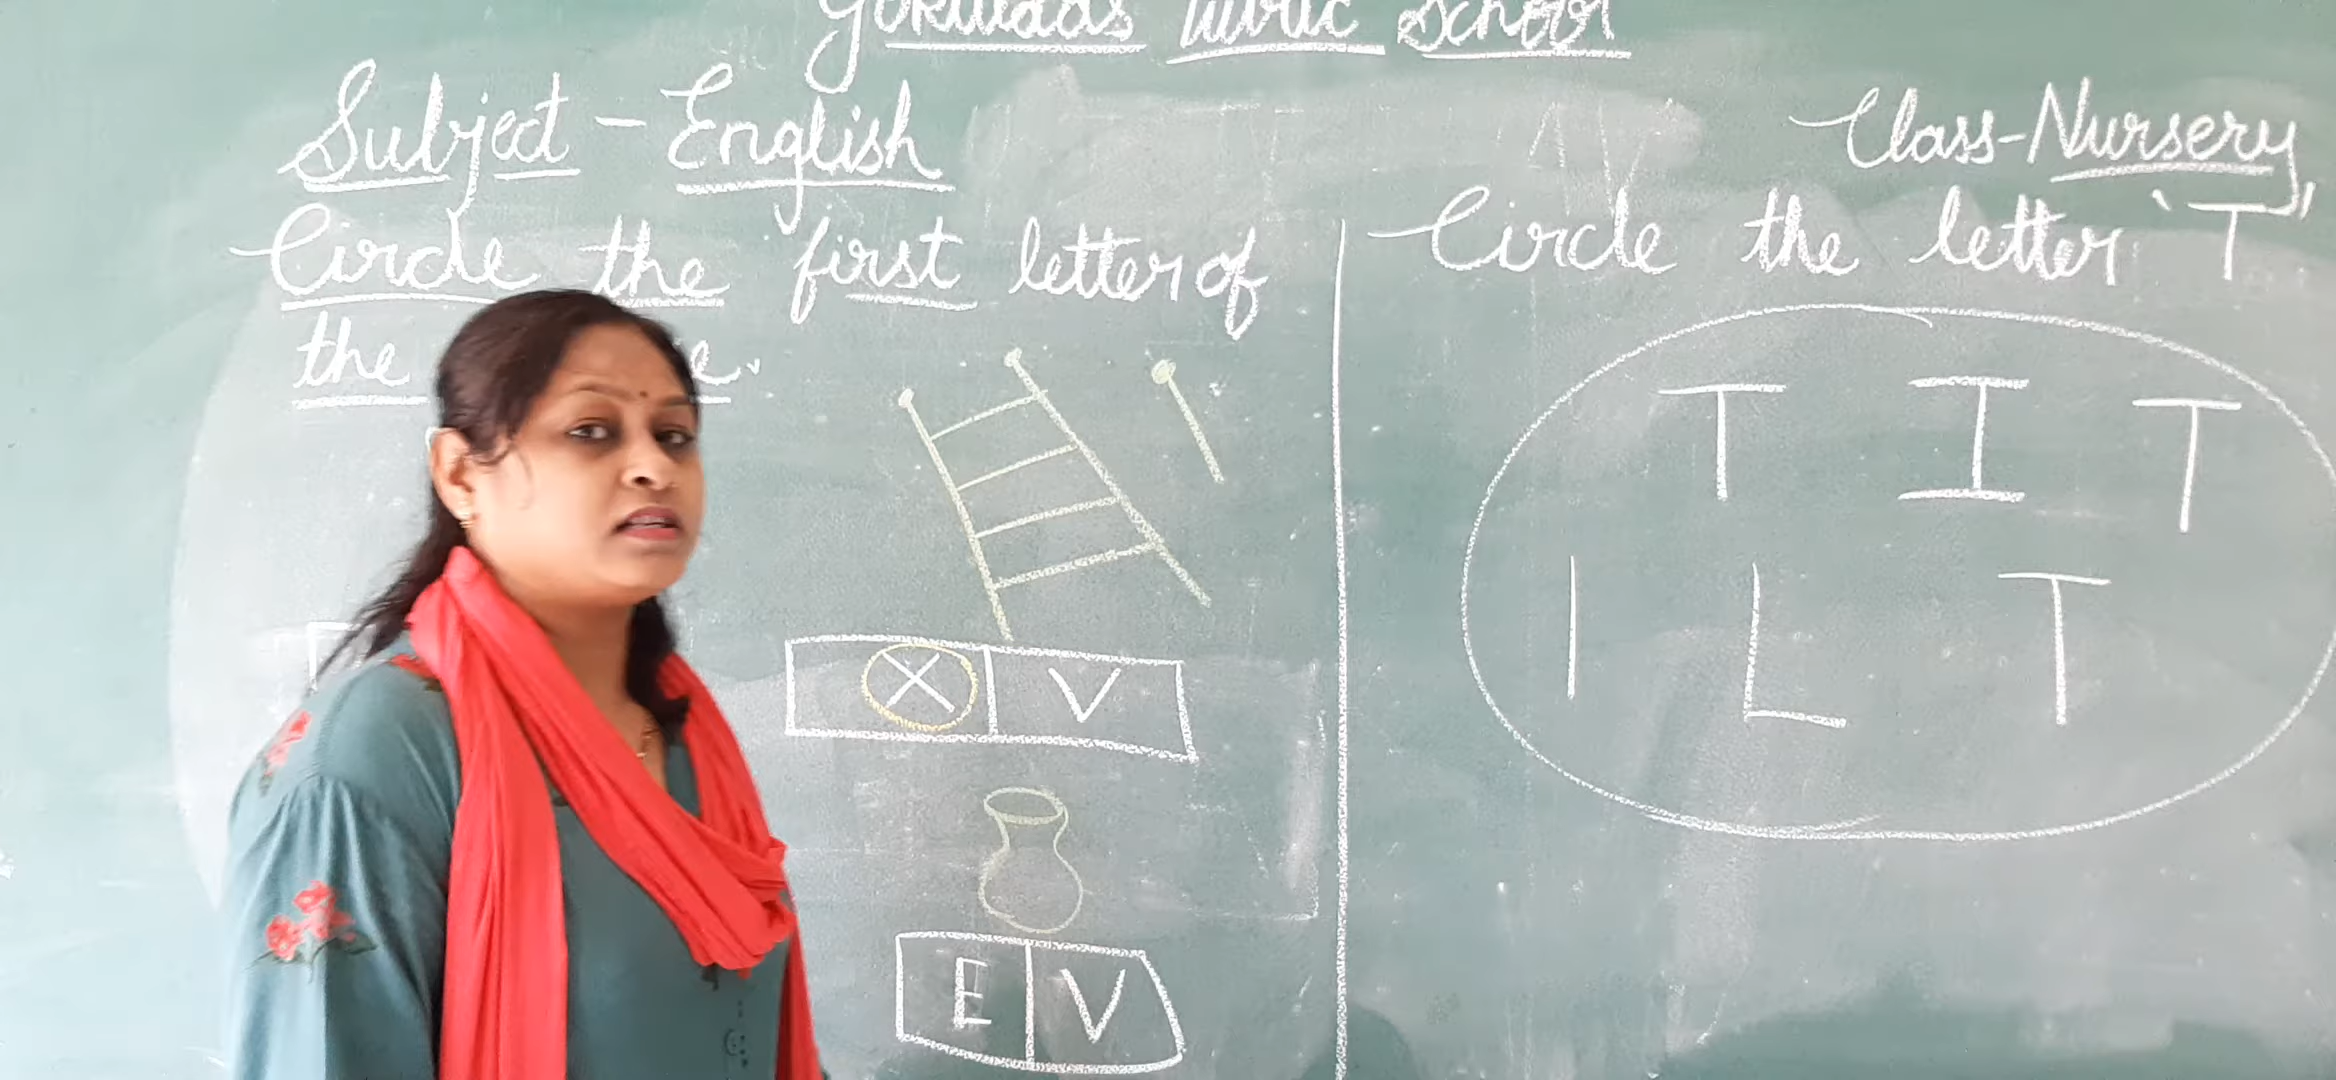 Public School
Subject - English
Class-Nursery
Circle the first letter of
the
Circle the letter 'T"
X V
E V
T I T
I L T